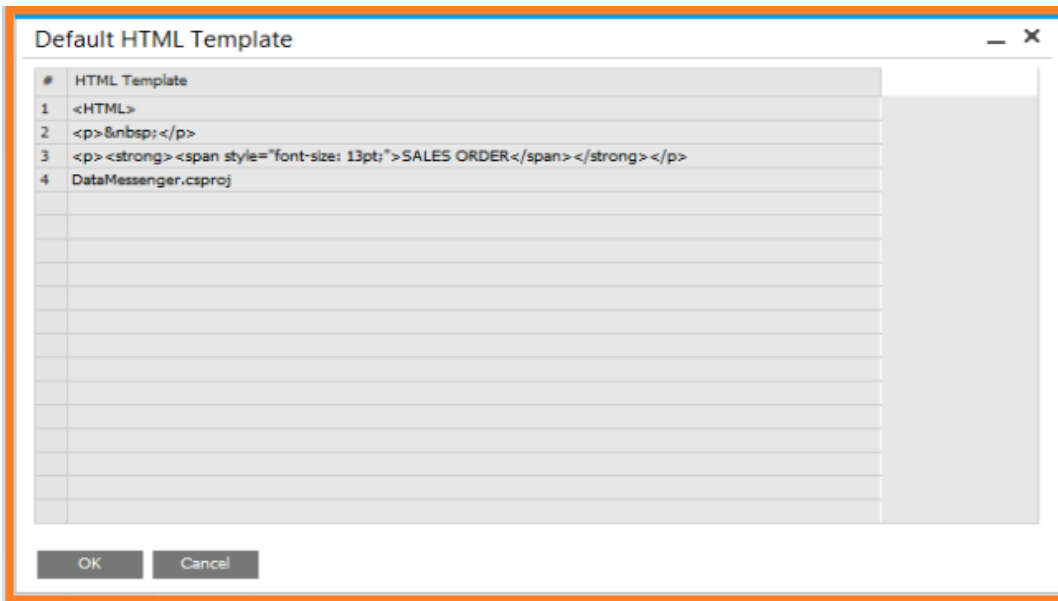 Default HTML Template
# HTML Template
1 <HTML>
2 <p>&nbsp;</p>
3 <p><strong><span style="font-size: 13pt;">SALES ORDER</span></strong></p>
4 DataMessenger.csproj
OK Cancel